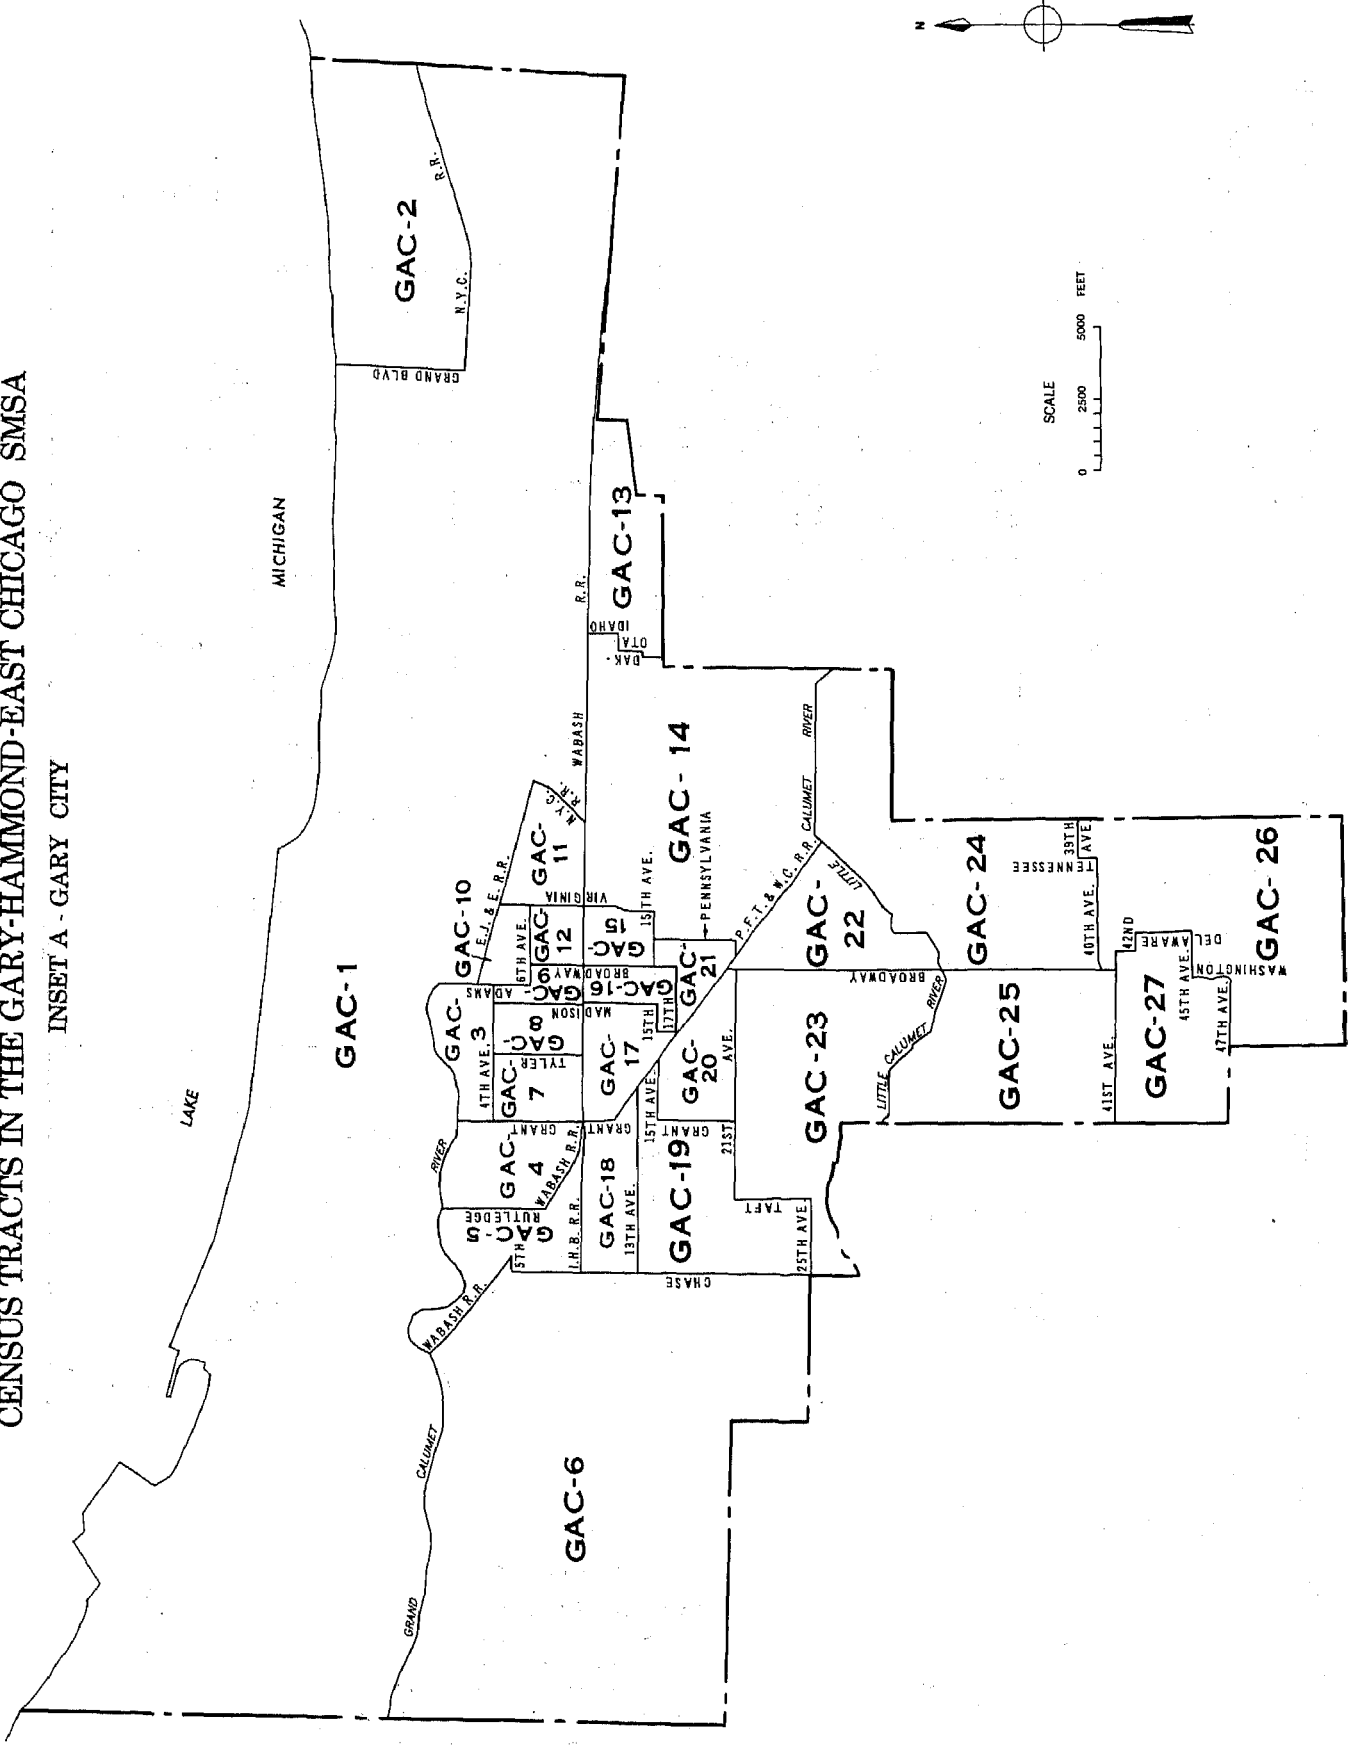 CENSUS TRACTS IN THE GARY-HAMMOND-EAST CHICAGO SMSA
INSET A - GARY CITY
LAKE
MICHIGAN
GAC-1
GAC-2
GRAND BLVD
N.Y.C.
R.R.
GRAND
CALUMET
RIVER
WABASH R.R.
GAC-6
GAC-5
5TH
RUTLEDGE
GAC-
4
WABASH R.R.
GRANT
I.H.B. R.R.
GAC-
3
4TH AVE.
ADAMS
GAC-
7
TYLER
GAC-
8
MADISON
GAC-
9
BROADWAY
GAC-10
E.J.& E. R.R.
6TH AVE.
GAC-
12
VIRGINIA
GAC-
11
N.Y.C.
R.R.
WABASH
R.R.
GAC-13
IDAHO
DAK-
OTA
GAC- 14
15TH AVE.
PENNSYLVANIA
GAC-
15
GAC-16
GAC-
17
15TH
17TH
GRANT
GAC-18
13TH AVE.
GAC-19
CHASE
15TH AVE.
GRANT
21ST
AVE.
GAC-
20
GAC-
21
P.F.T. & W.C. R.R.
GAC-
22
LITTLE
CALUMET
RIVER
BROADWAY
GAC-23
TAFT
25TH AVE.
LITTLE
CALUMET
RIVER
GAC-24
TENNESSEE
39TH
AVE
40TH AVE.
GAC-25
41ST AVE.
42ND
DELAWARE
45TH AVE.
WASHINGTON
47TH AVE.
GAC-26
GAC-27
SCALE
0 2500 5000 FEET
N